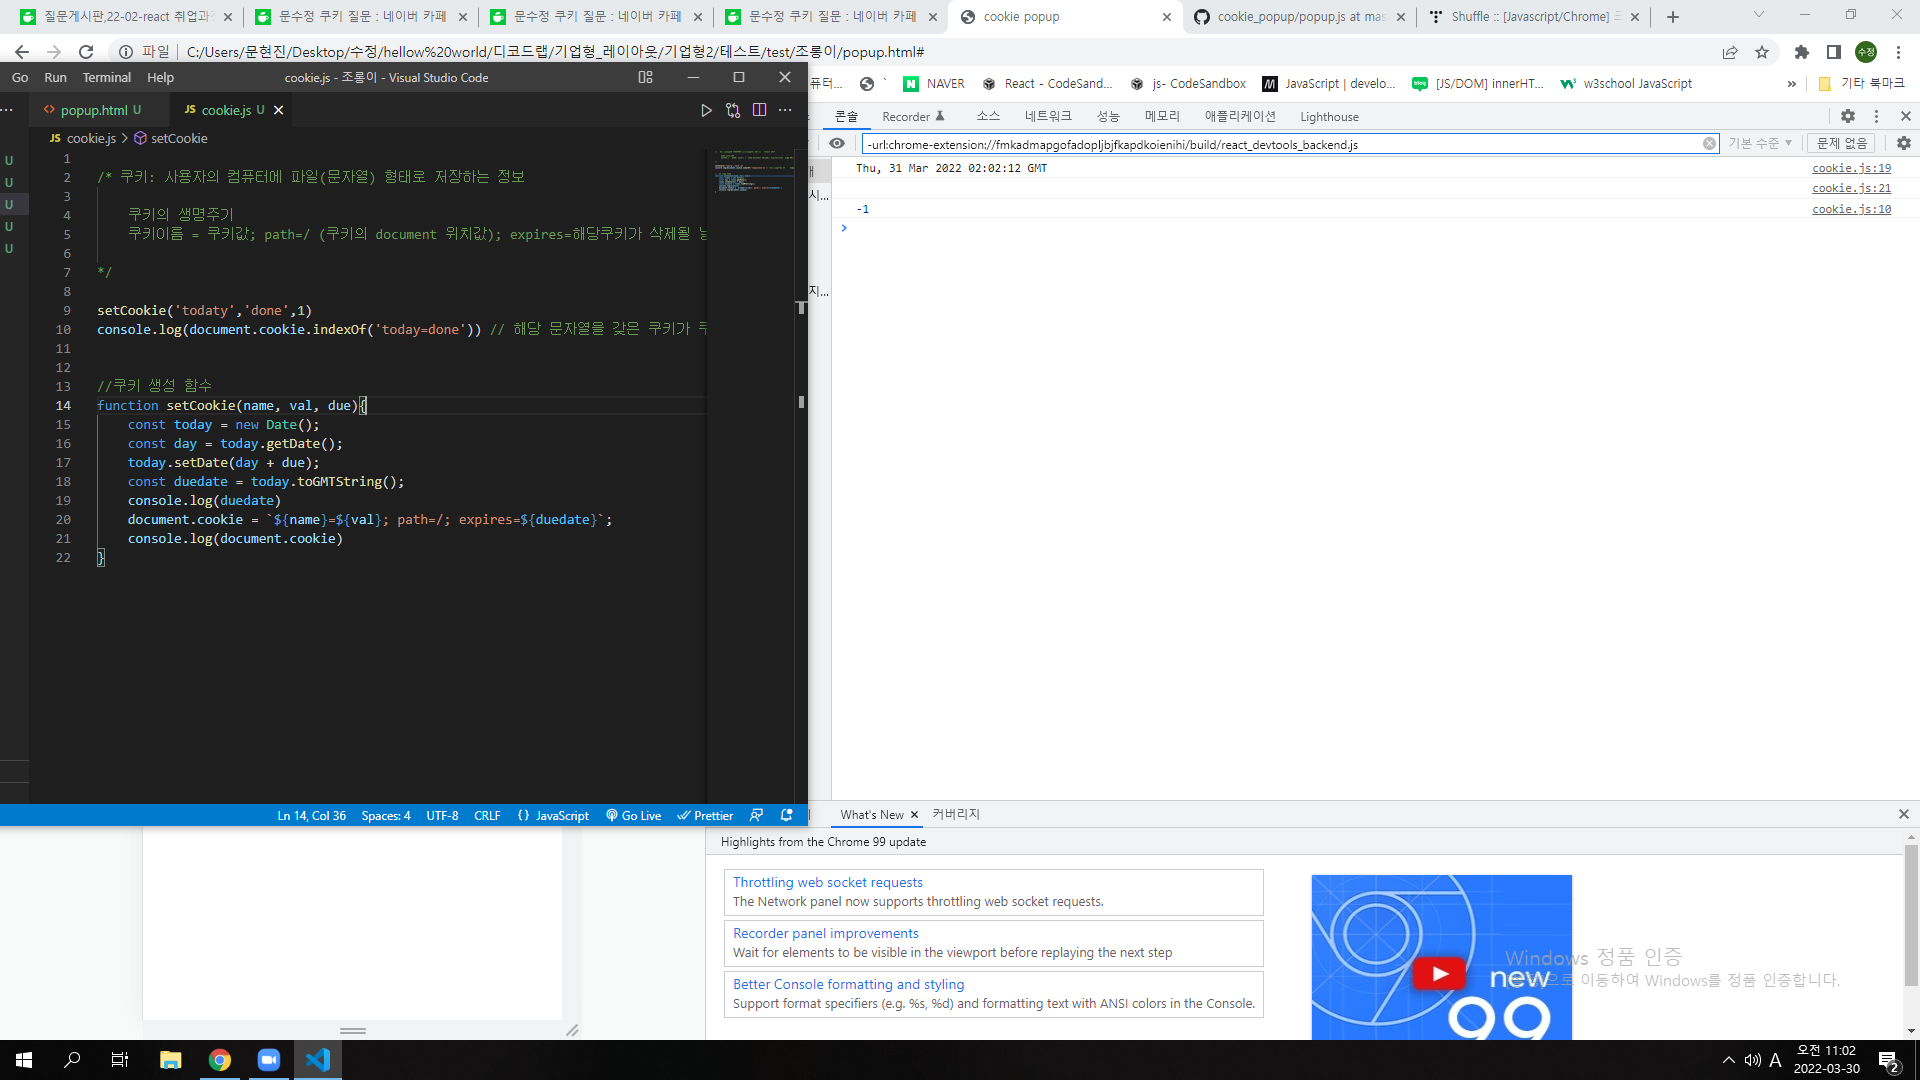 질문게시판,22-02-react 취업과
문수정 쿠키 질문 : 네이버 카페
문수정 쿠키 질문 : 네이버 카페
문수정 쿠키 질문 : 네이버 카페
cookie popup
cookie_popup/popup.js at mas
Shuffle :: [Javascript/Chrome]
파일
C:/Users/문현진/Desktop/수정/hellow%20world/디코드랩/기업형_레이아웃/기업형2/테스트/test/조롱이/popup.html#
수정
Go Run Terminal Help
cookie.js - 조롱이 - Visual Studio Code
퓨터...
NAVER
React - CodeSand...
js- CodeSandbox
JavaScript | develo...
[JS/DOM] innerHT...
w3school JavaScript
»
기타 북마크
<> popup.html U
JS cookie.js U
콘솔 Recorder 소스 네트워크 성능 메모리 애플리케이션 Lighthouse
JS cookie.js > setCookie
-url:chrome-extension://fmkadmapgofadopljbjfkapdkoienihi/build/react_devtools_backend.js
기본 수준
문제 없음
Thu, 31 Mar 2022 02:02:12 GMT cookie.js:19
cookie.js:21
-1 cookie.js:10
>
시...
지...
U
U
U
U
U
1
2 /* 쿠키: 사용자의 컴퓨터에 파일(문자열) 형태로 저장하는 정보
3
4 쿠키의 생명주기
5 쿠키이름 = 쿠키값; path=/ (쿠키의 document 위치값); expires=해당쿠키가 삭제될
6
7 */
8
9 setCookie('todaty','done',1)
10 console.log(document.cookie.indexOf('today=done')) // 해당 문자열을 갖은 쿠키가
11
12
13 //쿠키 생성 함수
14 function setCookie(name, val, due){
15 const today = new Date();
16 const day = today.getDate();
17 today.setDate(day + due);
18 const duedate = today.toGMTString();
19 console.log(duedate)
20 document.cookie = `${name}=${val}; path=/; expires=${duedate}`;
21 console.log(document.cookie)
22 }
Ln 14, Col 36 Spaces: 4 UTF-8 CRLF {} JavaScript Go Live Prettier
What's New
커버리지
Highlights from the Chrome 99 update
Throttling web socket requests
The Network panel now supports throttling web socket requests.
Recorder panel improvements
Wait for elements to be visible in the viewport before replaying the next step
Better Console formatting and styling
Support format specifiers (e.g. %s, %d) and formatting text with ANSI colors in the Console.
new
99
Windows 정품 인증
으로 이동하여 Windows를 정품 인증합니다.
A
오전 11:02
2022-03-30
2